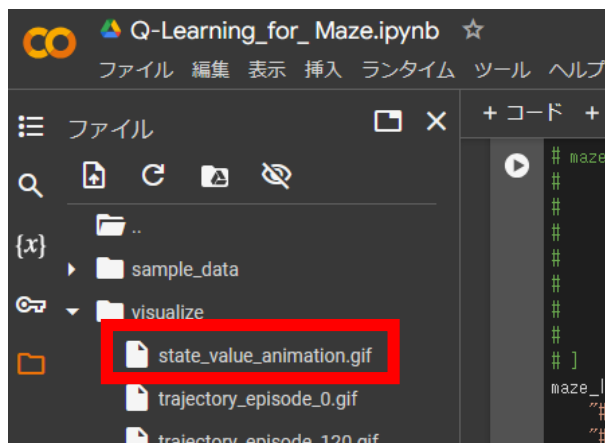 Q-Learning_for_ Maze.ipynb
ファイル 編集 表示 挿入 ランタイム ツール ヘルプ
ファイル
+ コード +
# maze
#
#
#
#
#
#
#
# ]
maze_l
"#
"#
{x}
..
sample_data
visualize
state_value_animation.gif
trajectory_episode_0.gif
trajectory_episode_120.gif